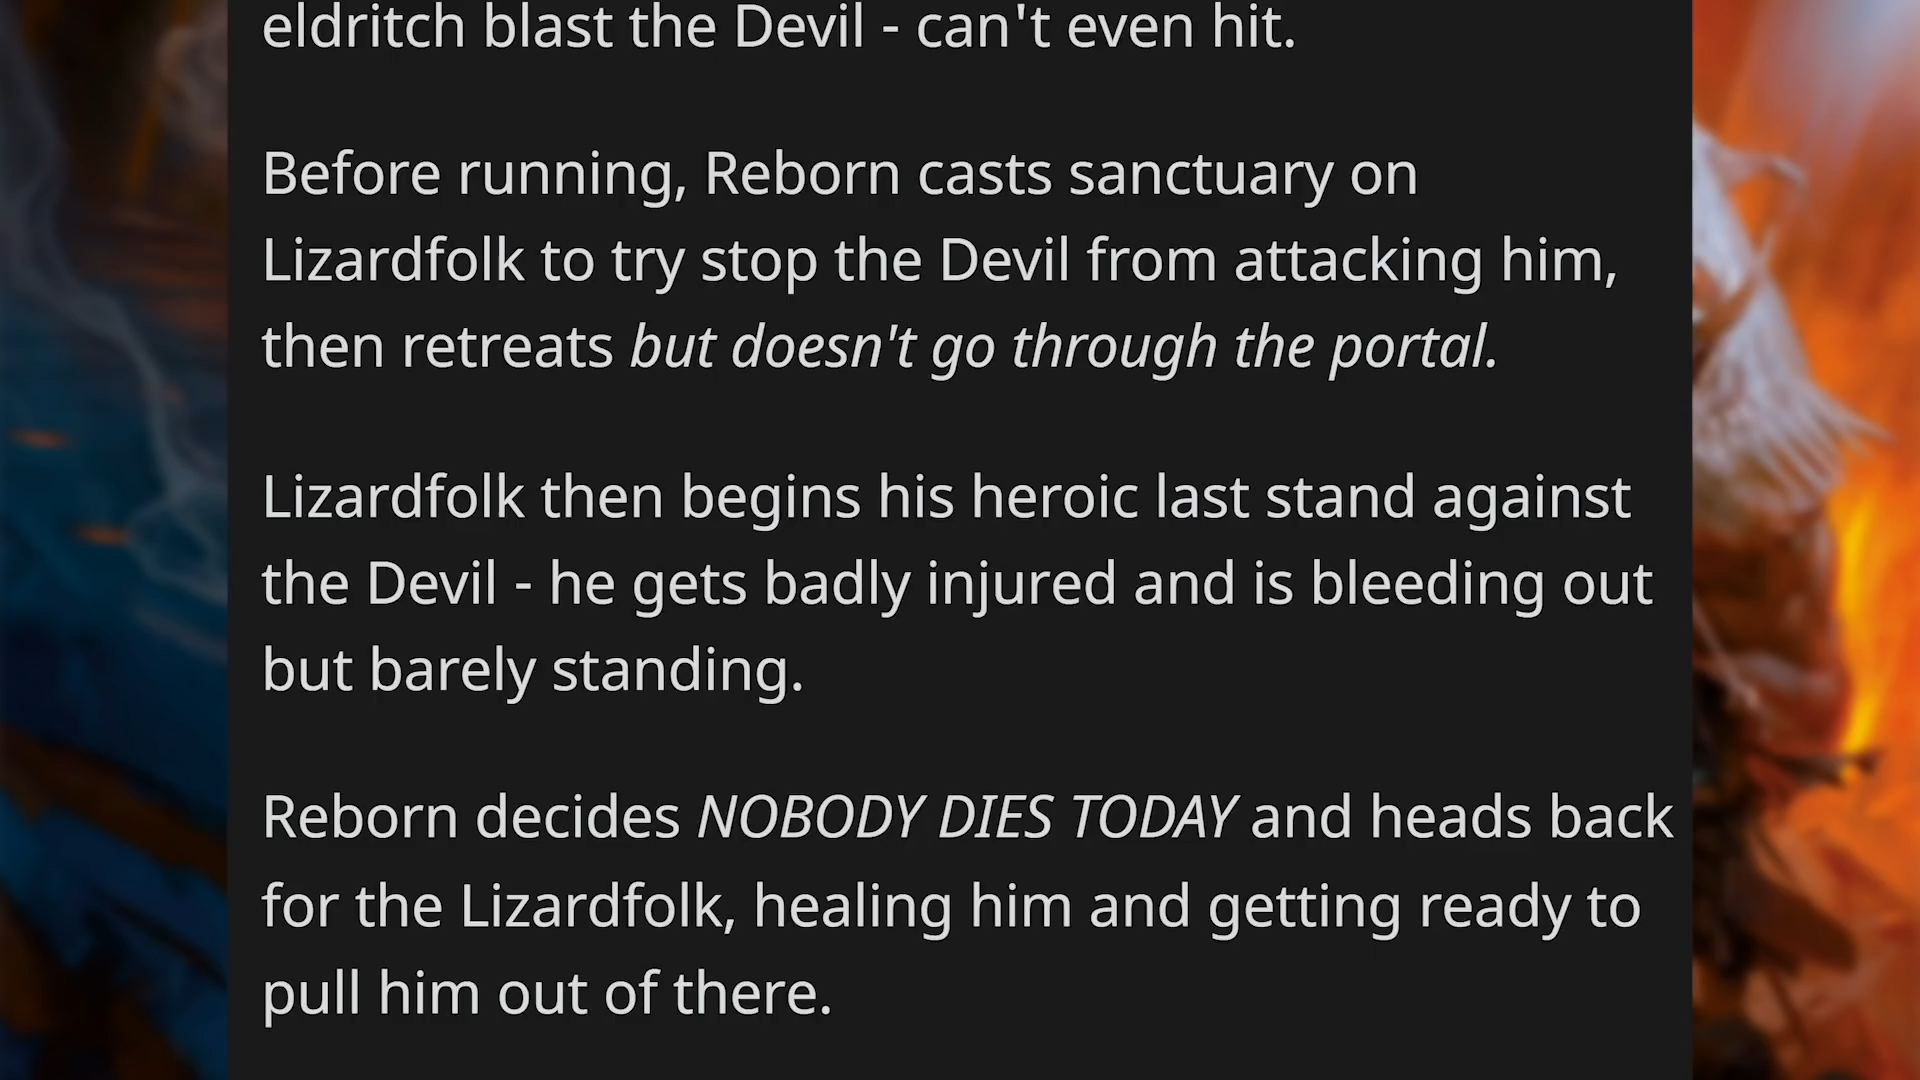 eldritch blast the Devil - can't even hit.
Before running, Reborn casts sanctuary on
Lizardfolk to try stop the Devil from attacking him,
then retreats but doesn't go through the portal.
Lizardfolk then begins his heroic last stand against
the Devil - he gets badly injured and is bleeding out
but barely standing.
Reborn decides NOBODY DIES TODAY and heads back
for the Lizardfolk, healing him and getting ready to
pull him out of there.